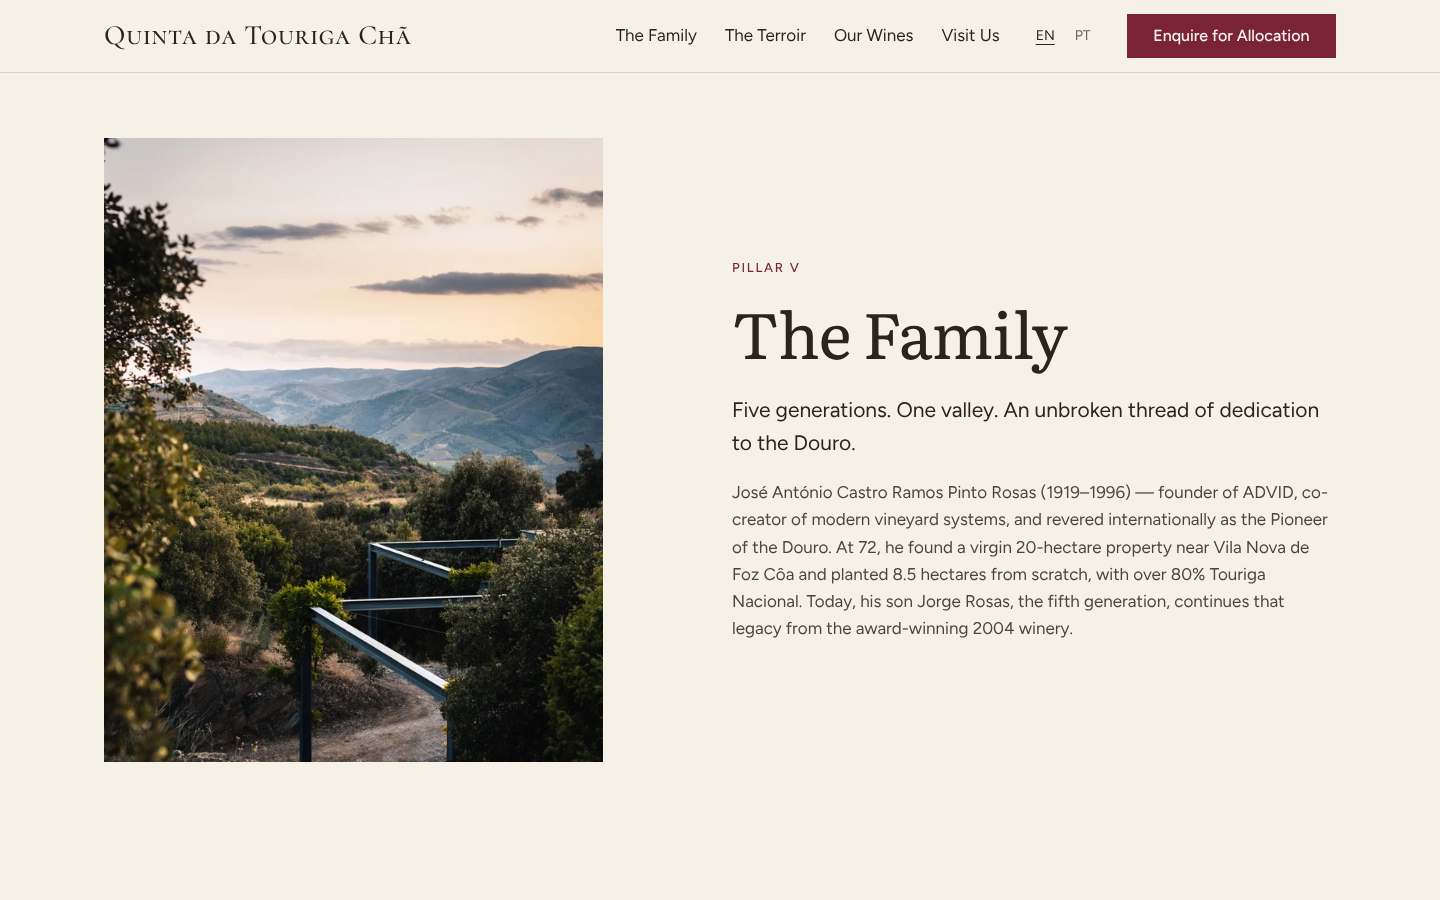 Quinta da Touriga Chã
The Family
The Terroir
Our Wines
Visit Us
EN
PT
Enquire for Allocation
PILLAR V
The Family
Five generations. One valley. An unbroken thread of dedication
to the Douro.
José António Castro Ramos Pinto Rosas (1919–1996) — founder of ADVID, co-
creator of modern vineyard systems, and revered internationally as the Pioneer
of the Douro. At 72, he found a virgin 20-hectare property near Vila Nova de
Foz Côa and planted 8.5 hectares from scratch, with over 80% Touriga
Nacional. Today, his son Jorge Rosas, the fifth generation, continues that
legacy from the award-winning 2004 winery.